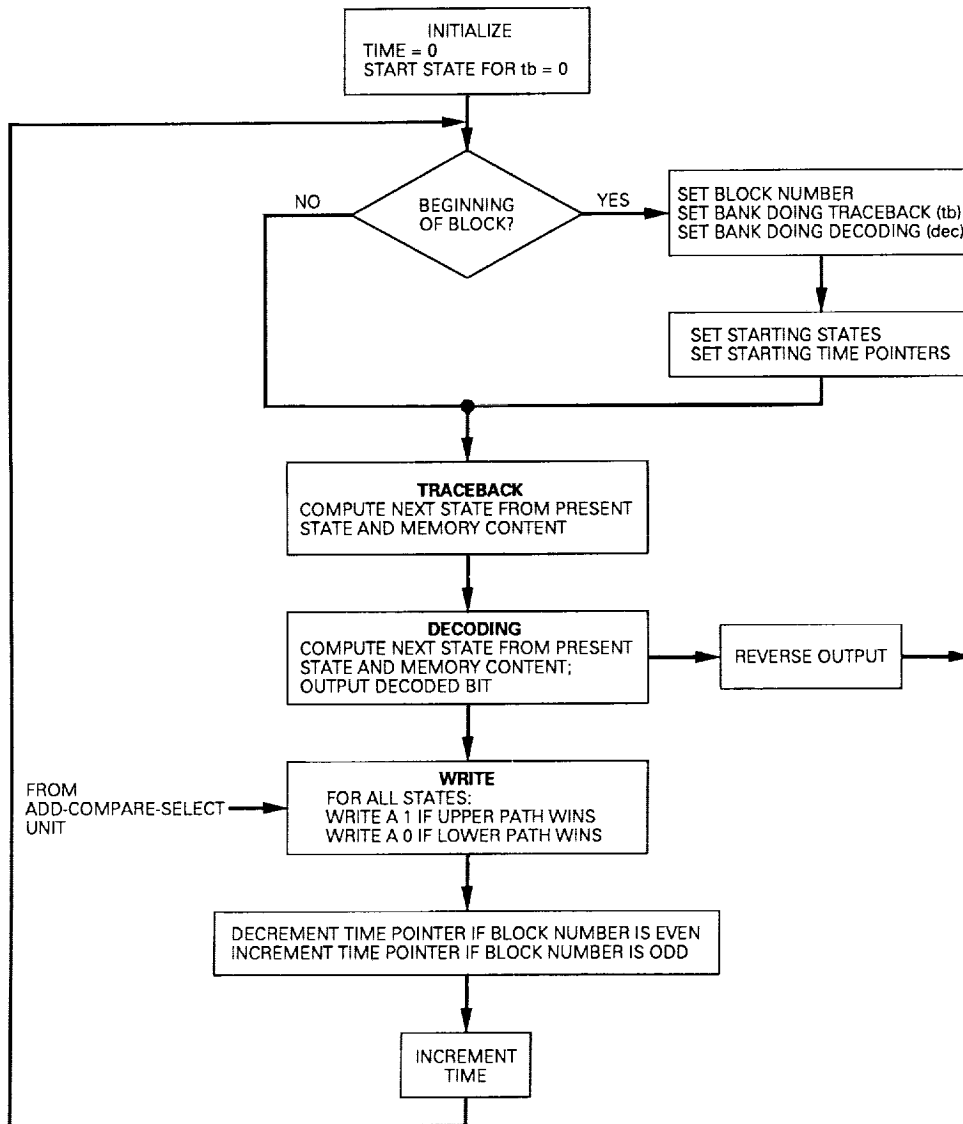 INITIALIZE
TIME = 0
START STATE FOR tb = 0
NO
BEGINNING
OF BLOCK?
YES
SET BLOCK NUMBER
SET BANK DOING TRACEBACK (tb)
SET BANK DOING DECODING (dec)
SET STARTING STATES
SET STARTING TIME POINTERS
TRACEBACK
COMPUTE NEXT STATE FROM PRESENT
STATE AND MEMORY CONTENT
DECODING
COMPUTE NEXT STATE FROM PRESENT
STATE AND MEMORY CONTENT;
OUTPUT DECODED BIT
REVERSE OUTPUT
FROM
ADD-COMPARE-SELECT
UNIT
WRITE
FOR ALL STATES:
WRITE A 1 IF UPPER PATH WINS
WRITE A 0 IF LOWER PATH WINS
DECREMENT TIME POINTER IF BLOCK NUMBER IS EVEN
INCREMENT TIME POINTER IF BLOCK NUMBER IS ODD
INCREMENT
TIME